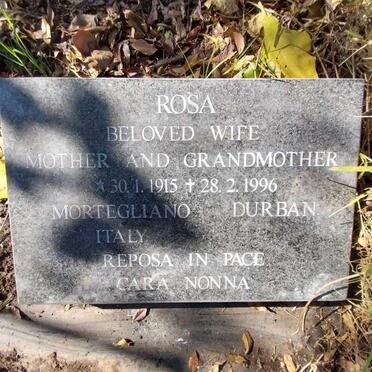 ROSA
BELOVED WIFE
MOTHER AND GRANDMOTHER
* 30.1.1915 ✝ 28.2.1996
MORTEGLIANO DURBAN
ITALY
REPOSA IN PACE
CARA NONNA